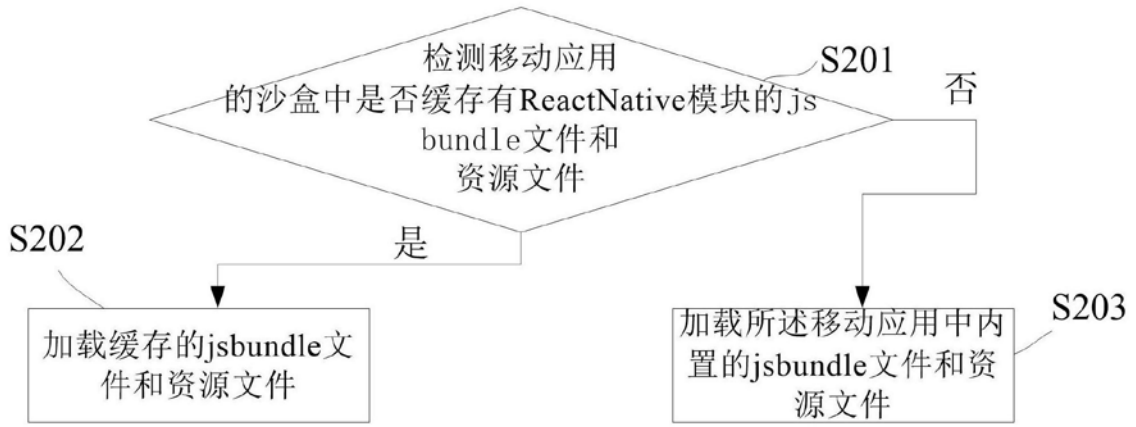 检测移动应用
S201
的沙盒中是否缓存有ReactNative模块的js
否
bundle文件和
资源文件
S202
是
加载缓存的jsbundle文
件和资源文件
S203
加载所述移动应用中内
置的jsbundle文件和资
源文件